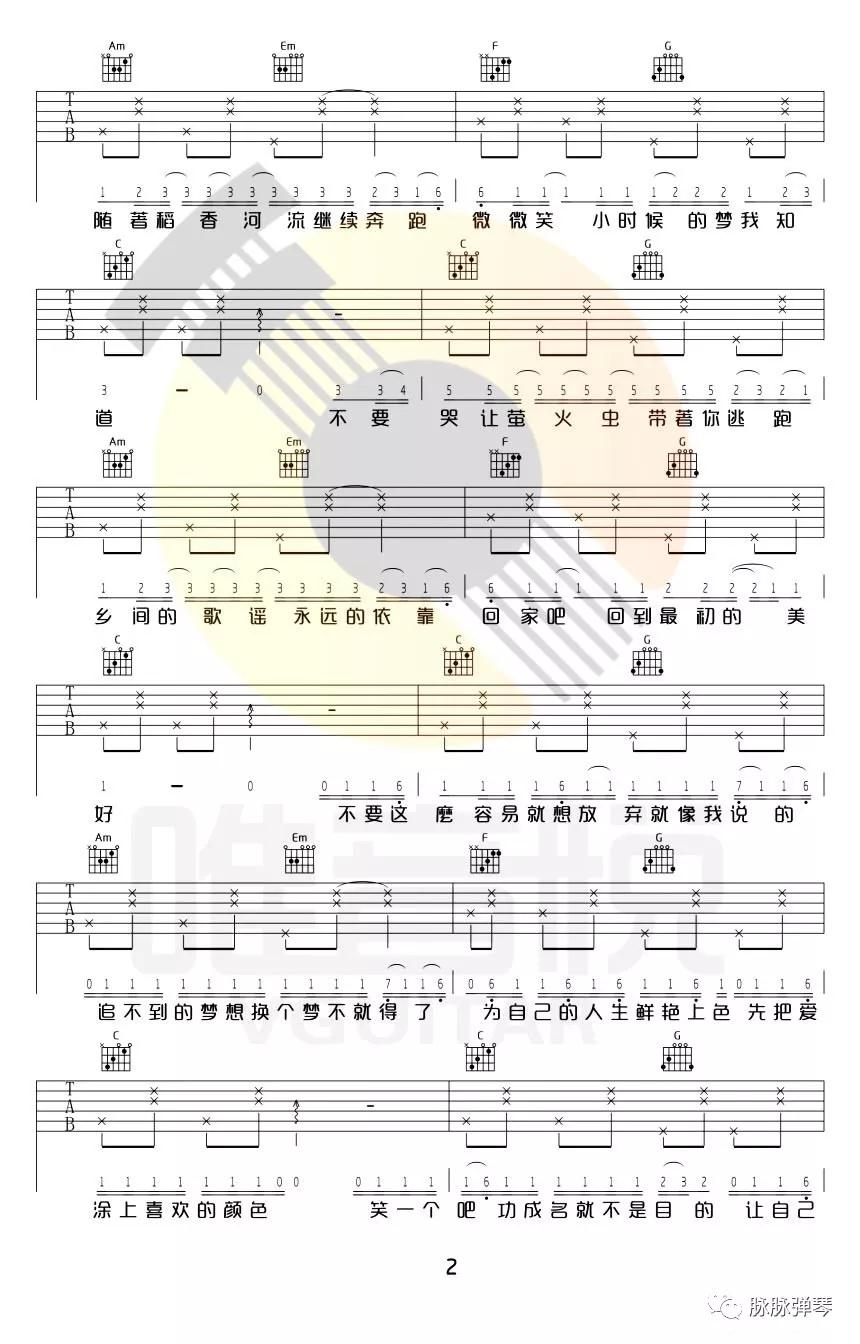 Am Em F G
T
A
B
1 2 3 3 3 3 3 3 3 3 3 2 3 1 6 6 1 1 1 1 1 1 2 2 2 1 2 3
随著稻香河流继续奔跑 微微笑 小时候的梦我知
C C G
T
A
B
3 - 0 3 3 4 5 5 5 5 5 5 5 5 5 5 5 5 2 3 2 1
道 不要 哭让萤火虫带著你逃跑
Am Em F G
T
A
B
1 2 3 3 3 3 3 3 3 3 3 2 3 1 6 6 1 1 1 1 1 2 2 2 2 1 1
乡间的歌谣永远的依靠 回家吧 回到最初的美
C C G
T
A
B
1 - 0 0 1 1 6 1 1 1 1 6 1 1 1 1 1 1 7 1 1 6
好 不要这 麽容易就想放弃就像我说的
Am Em F G
T
A
B
0 1 1 1 1 1 1 1 1 1 1 1 7 1 1 6 0 6 1 1 6 1 6 1 1 6 1 0 1 1 6
追不到的梦想换个梦不就得了 为自己的人生鲜艳上色 先把爱
C C G
T
A
B
1 1 1 1 1 1 1 0 0 0 1 1 1 1 6 1 1 1 1 1 1 2 3 2 0 1 1 6
涂上喜欢的颜色 笑一个吧 功成名就不是目的 让自己
2
唯音悦
VGUITAR
脉脉弹琴